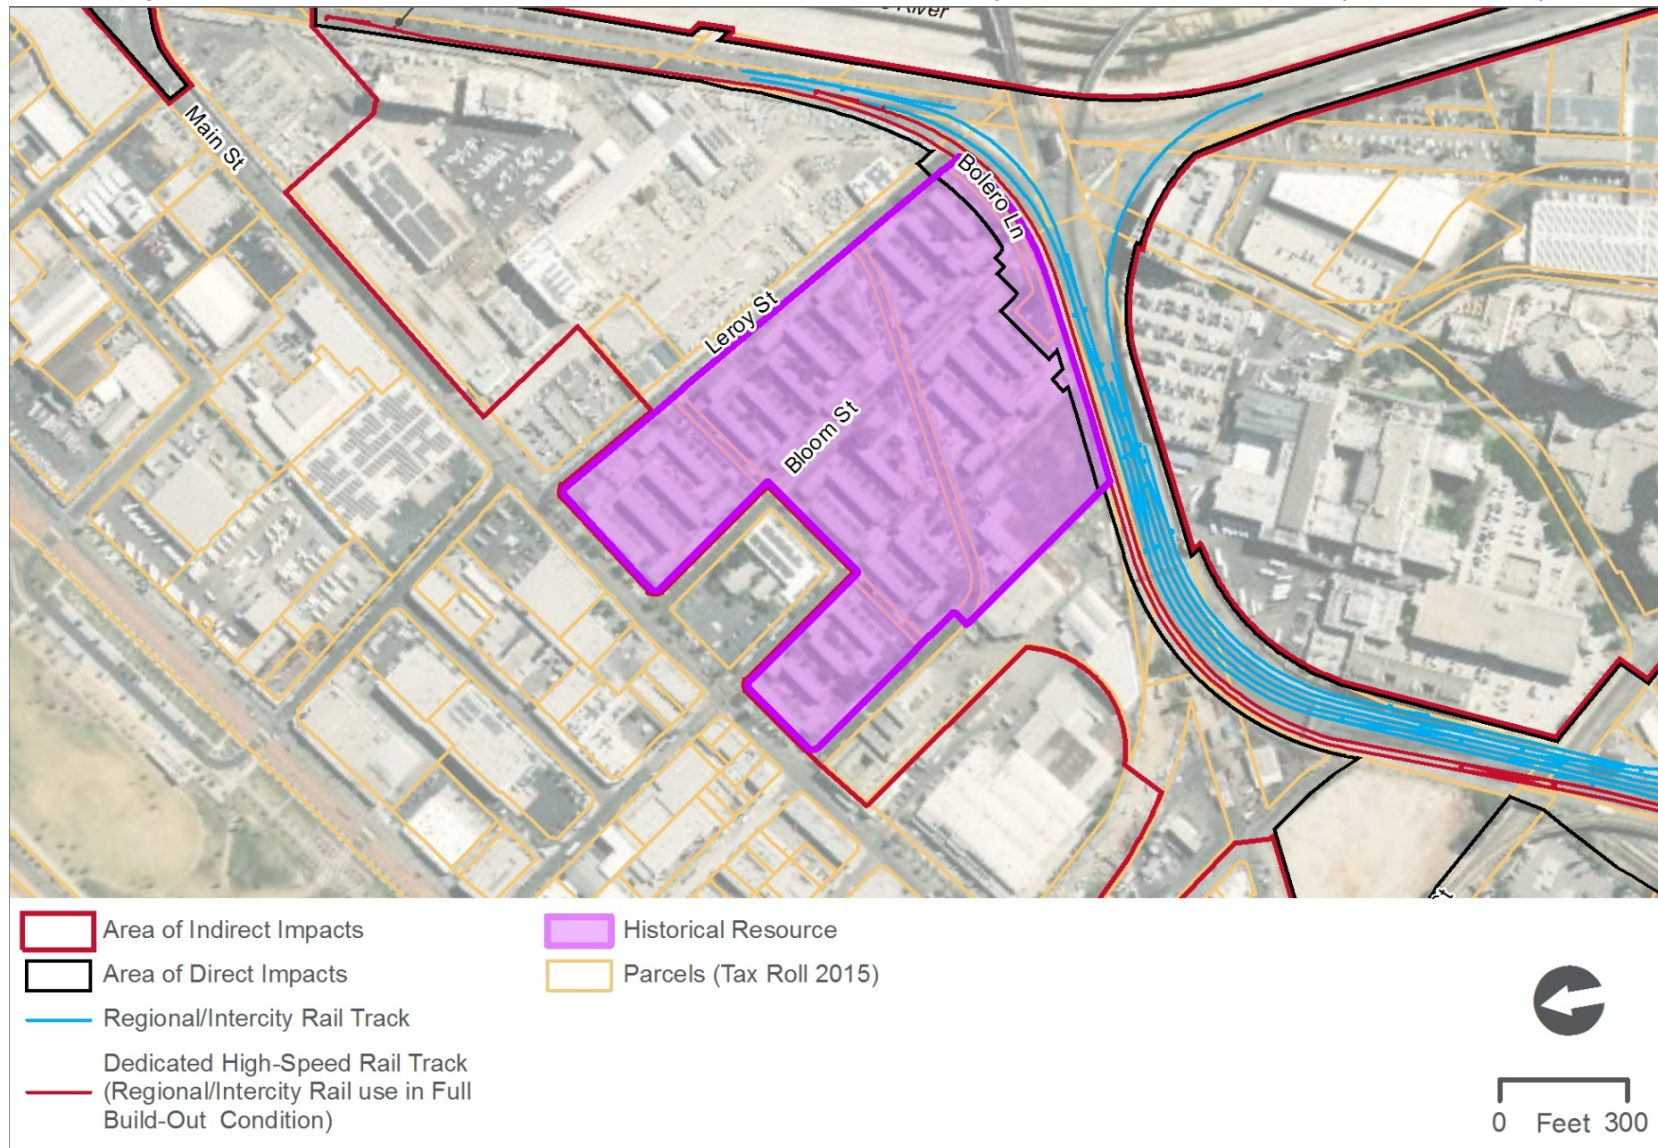 River
Main St
Bolero Ln
Leroy St
Bloom St
St
Area of Indirect Impacts
Historical Resource
Area of Direct Impacts
Parcels (Tax Roll 2015)
Regional/Intercity Rail Track
Dedicated High-Speed Rail Track
(Regional/Intercity Rail use in Full
Build-Out Condition)
0 Feet 300